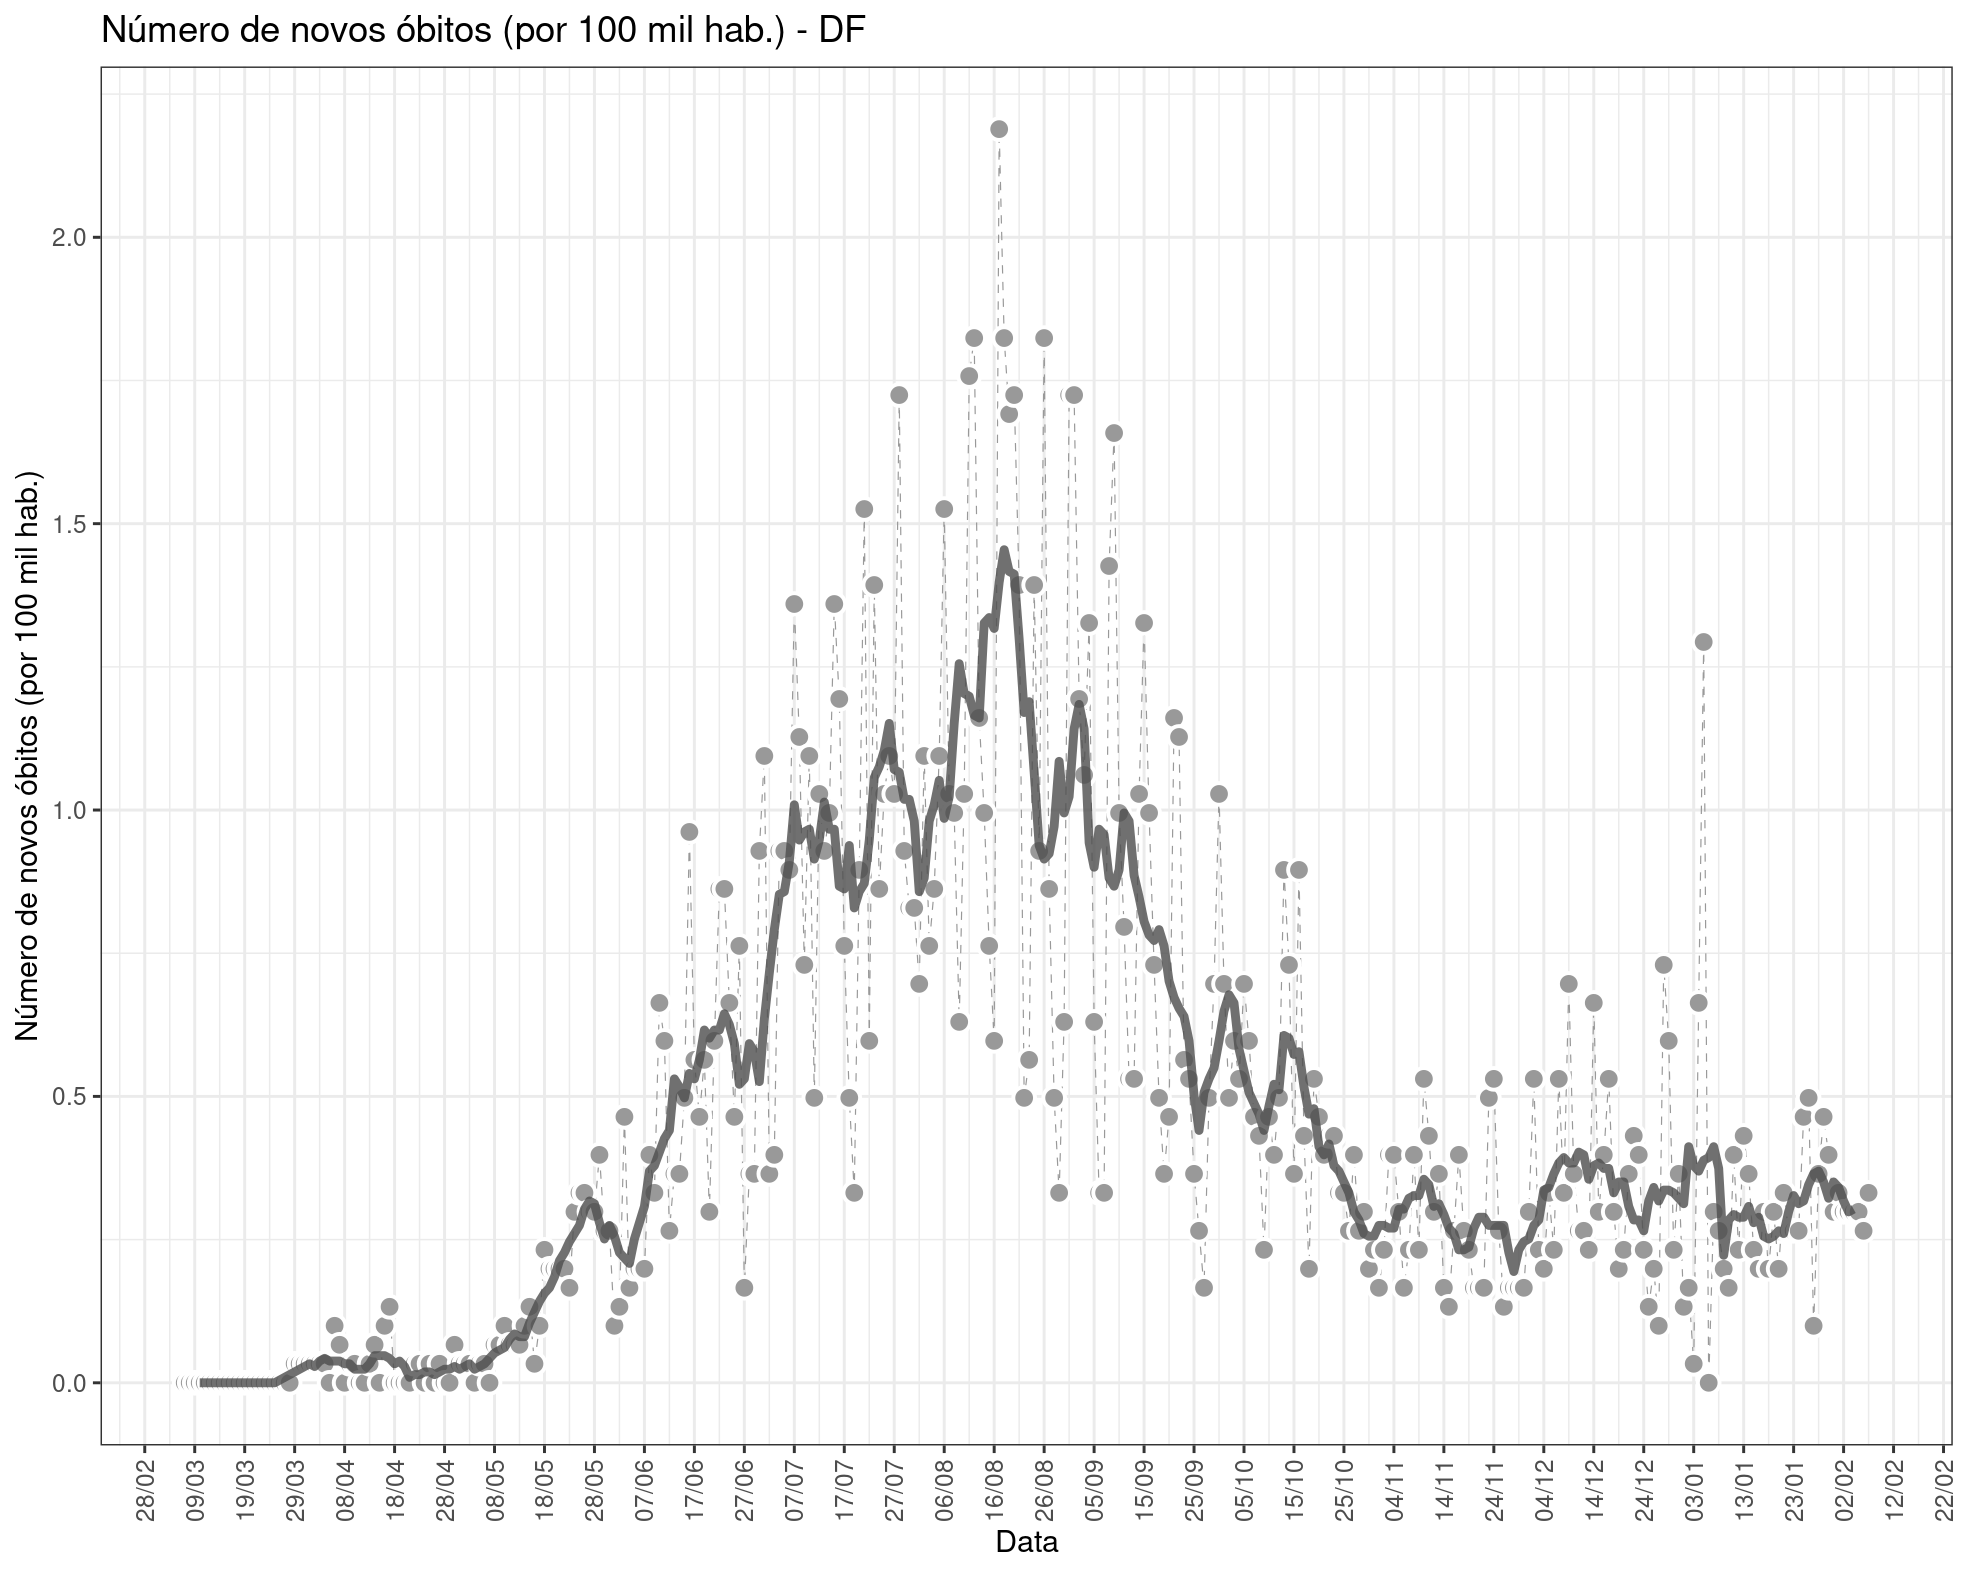 Número de novos óbitos (por 100 mil hab.) - DF
Número de novos óbitos (por 100 mil hab.)
2.0
1.5
1.0
0.5
0.0
28/02 09/03 19/03 29/03 08/04 18/04 28/04 08/05 18/05 28/05 07/06 17/06 27/06 07/07 17/07 27/07 06/08 16/08 26/08 05/09 15/09 25/09 05/10 15/10 25/10 04/11 14/11 24/11 04/12 14/12 24/12 03/01 13/01 23/01 02/02 12/02 22/02
Data